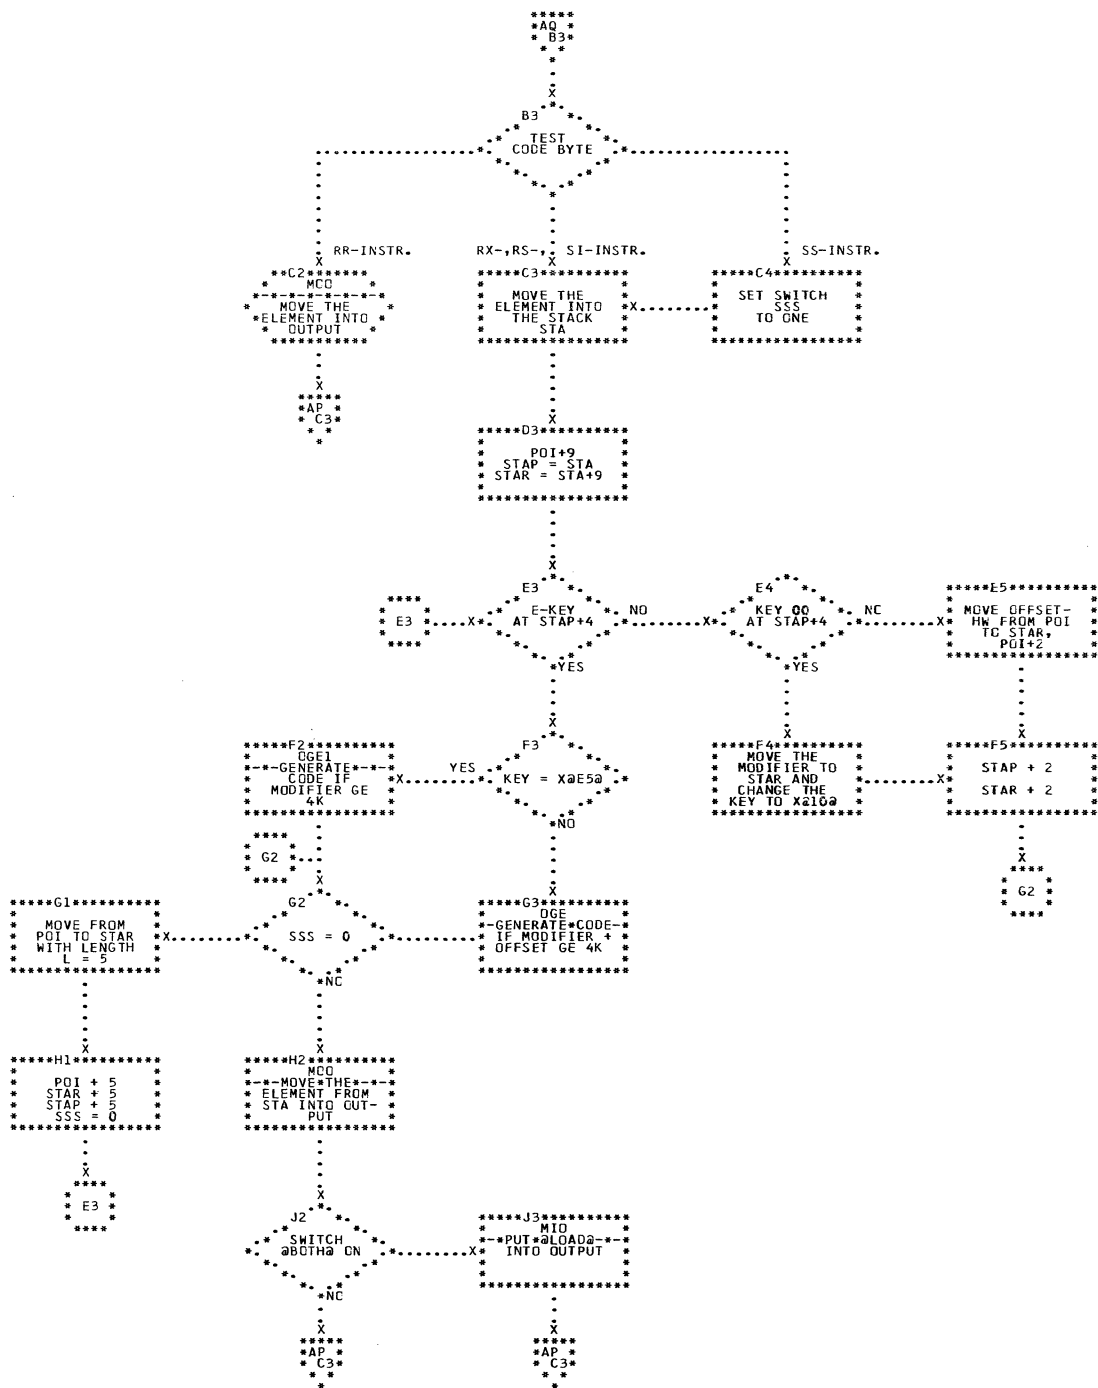 AQ
B3
B3
TEST
CODE BYTE
RR-INSTR.
RX-,RS-, SI-INSTR.
SS-INSTR.
C2
MCO
MOVE THE
ELEMENT INTO
OUTPUT
C3
MOVE THE
ELEMENT INTO
THE STACK
STA
C4
SET SWITCH
SSS
TO ONE
AP
C3
D3
POI+9
STAP = STA
STAR = STA+9
E3
E3
E-KEY
AT STAP+4
NO
YES
E4
KEY 00
AT STAP+4
NC
YES
E5
MOVE OFFSET-
HW FROM POI
TO STAR,
POI+2
F2
OGE1
GENERATE
CODE IF
MODIFIER GE
4K
YES
F3
KEY = X@E5@
NO
F4
MOVE THE
MODIFIER TO
STAR AND
CHANGE THE
KEY TO X@10@
F5
STAP + 2
STAR + 2
G2
G2
G1
MOVE FROM
POI TO STAR
WITH LENGTH
L = 5
G2
SSS = 0
NC
G3
OGE
GENERATE*CODE
IF MODIFIER +
OFFSET GE 4K
H1
POI + 5
STAR + 5
STAP + 5
SSS = 0
H2
MCO
MOVE*THE
ELEMENT FROM
STA INTO OUT-
PUT
E3
J2
SWITCH
@BOTH@ ON
NC
J3
MIO
PUT*@LOAD@
INTO OUTPUT
AP
C3
AP
C3